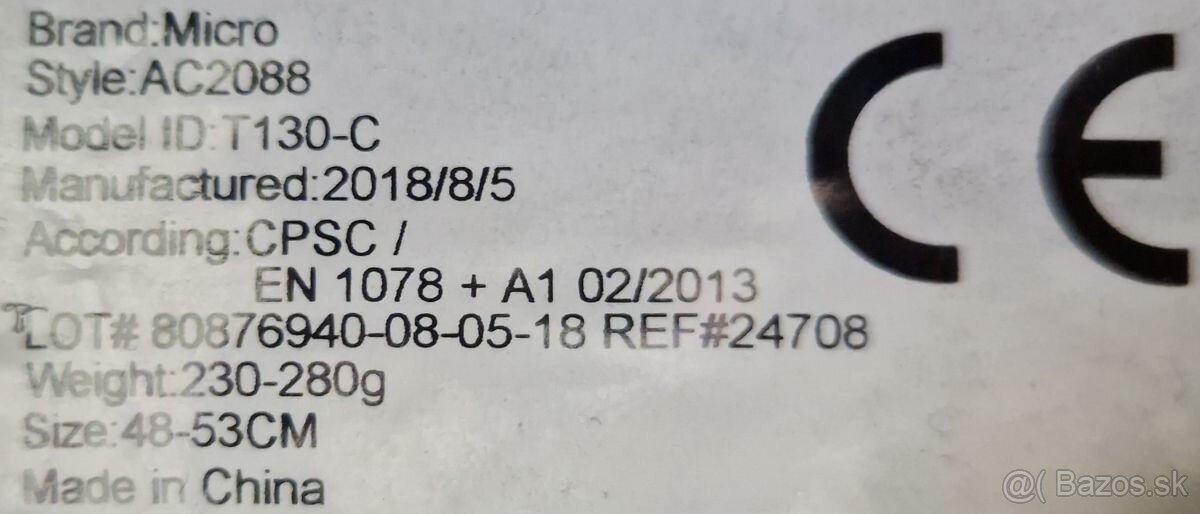 Brand:Micro
Style:AC2088
Model ID:T130-C
Manufactured:2018/8/5
According:CPSC /
EN 1078 + A1 02/2013
LOT# 80876940-08-05-18 REF#24708
Weight:230-280g
Size:48-53CM
Made in China
CE
@( Bazos.sk